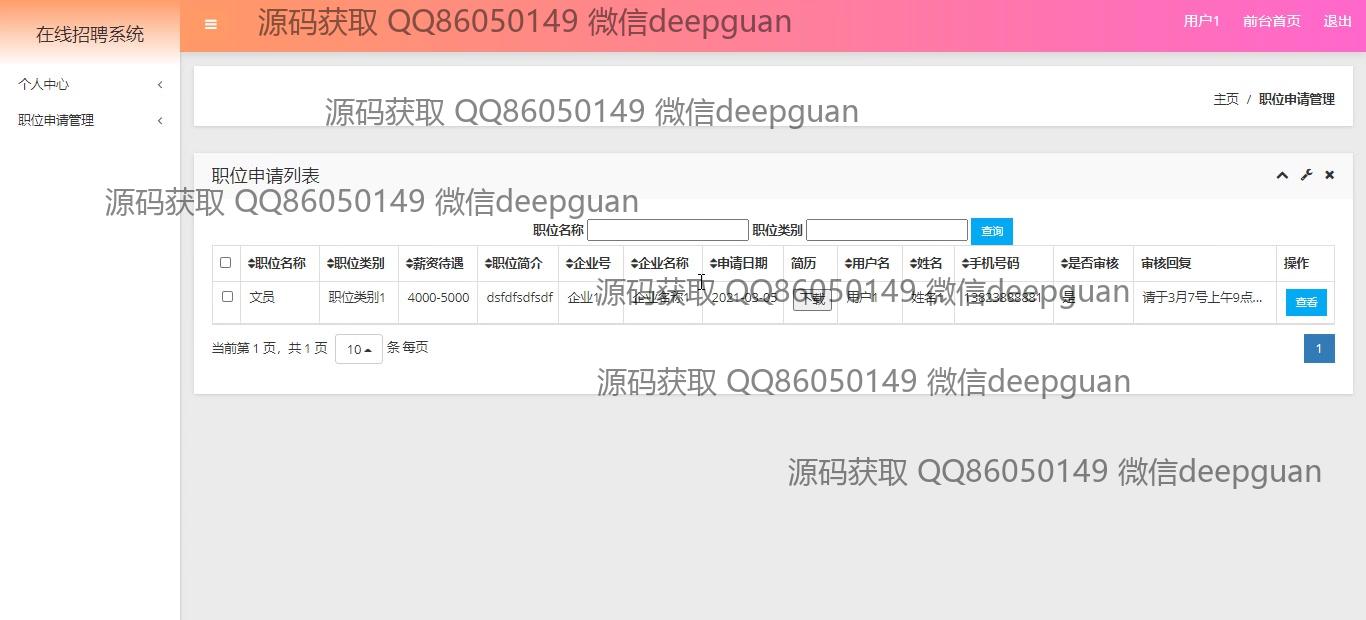 在线招聘系统
源码获取 QQ86050149 微信deepguan
用户1 前台首页 退出
个人中心
职位申请管理
源码获取 QQ86050149 微信deepguan
主页 / 职位申请管理
职位申请列表
源码获取 QQ86050149 微信deepguan
职位名称 职位类别 查询
职位名称 职位类别 薪资待遇 职位简介 企业号 企业名称 申请日期 简历 用户名 姓名 手机号码 是否审核 审核回复 操作
文员 职位类别1 4000-5000 dsfdfsdfsdf 企业1 企业名称1 2021-03-05 下载 用户1 姓名1 13823888881 是 请于3月7号上午9点... 查看
源码获取 QQ86050149 微信deepguan
当前第 1 页，共 1 页 10 条 每页 1
源码获取 QQ86050149 微信deepguan
源码获取 QQ86050149 微信deepguan